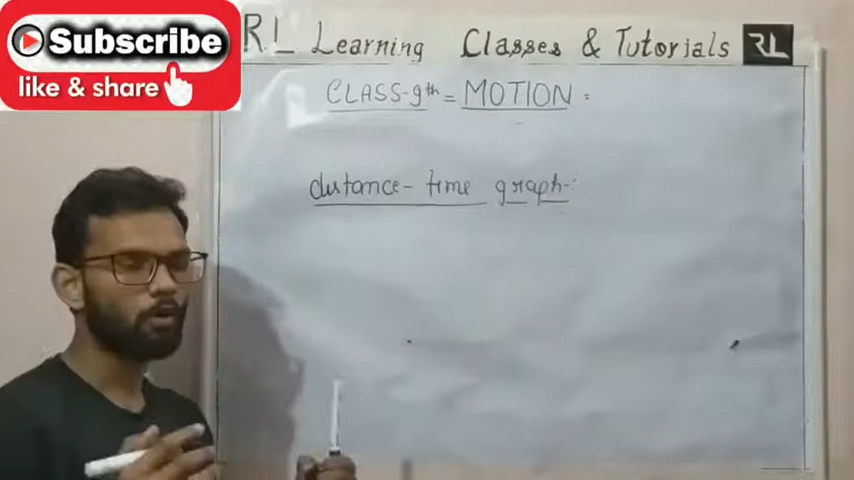 Subscribe
like & share
RL Learning Classes & Tutorials RL
CLASS-9th = MOTION :
distance - time graph-: